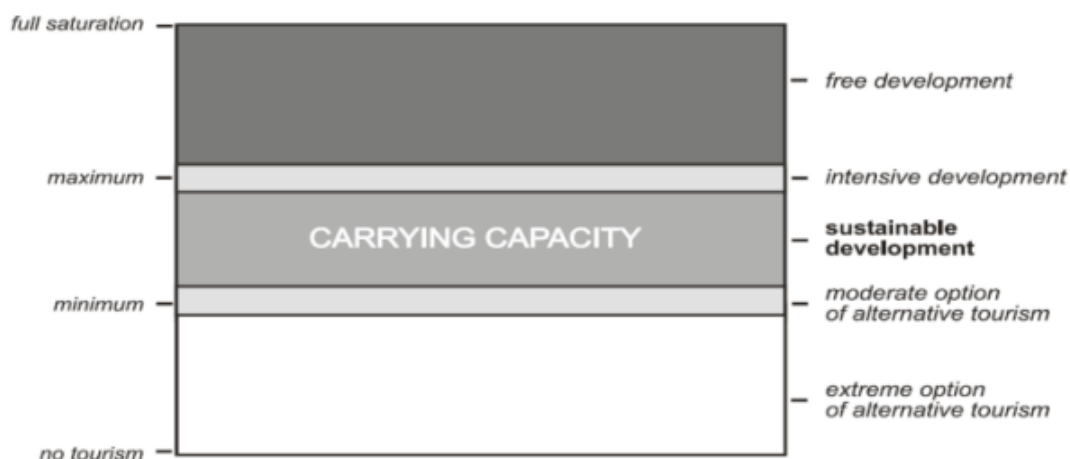 full saturation
free development
maximum
intensive development
CARRYING CAPACITY
sustainable
development
minimum
moderate option
of alternative tourism
extreme option
of alternative tourism
no tourism